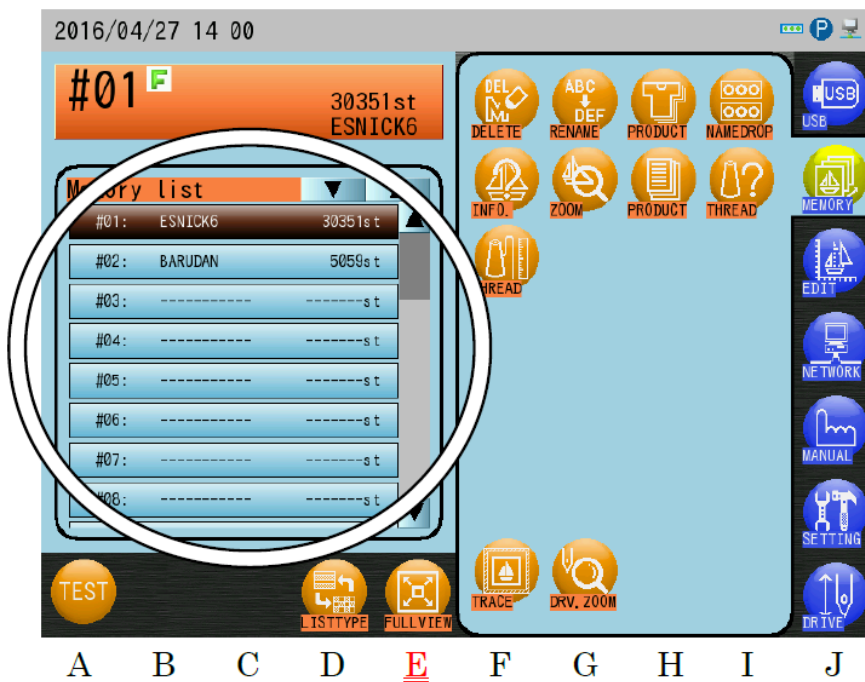 2016/04/27 14 00
#01 F
30351st
ESNICK6
Memory list
#01: ESNICK6 30351st
#02: BARUDAN 5059st
#03: ----------- -------st
#04: ----------- -------st
#05: ----------- -------st
#06: ----------- -------st
#07: ----------- -------st
#08: ----------- -------st
TEST
LISTTYPE
FULLVIEW
DEL
DELETE
ABC
DEF
RENAME
PRODUCT
NAMEDROP
INFO.
ZOOM
PRODUCT
THREAD
THREAD
TRACE
DRV. ZOOM
P
USB
USB
MEMORY
EDIT
NETWORK
MANUAL
SETTING
DRIVE
A B C D E F G H I J